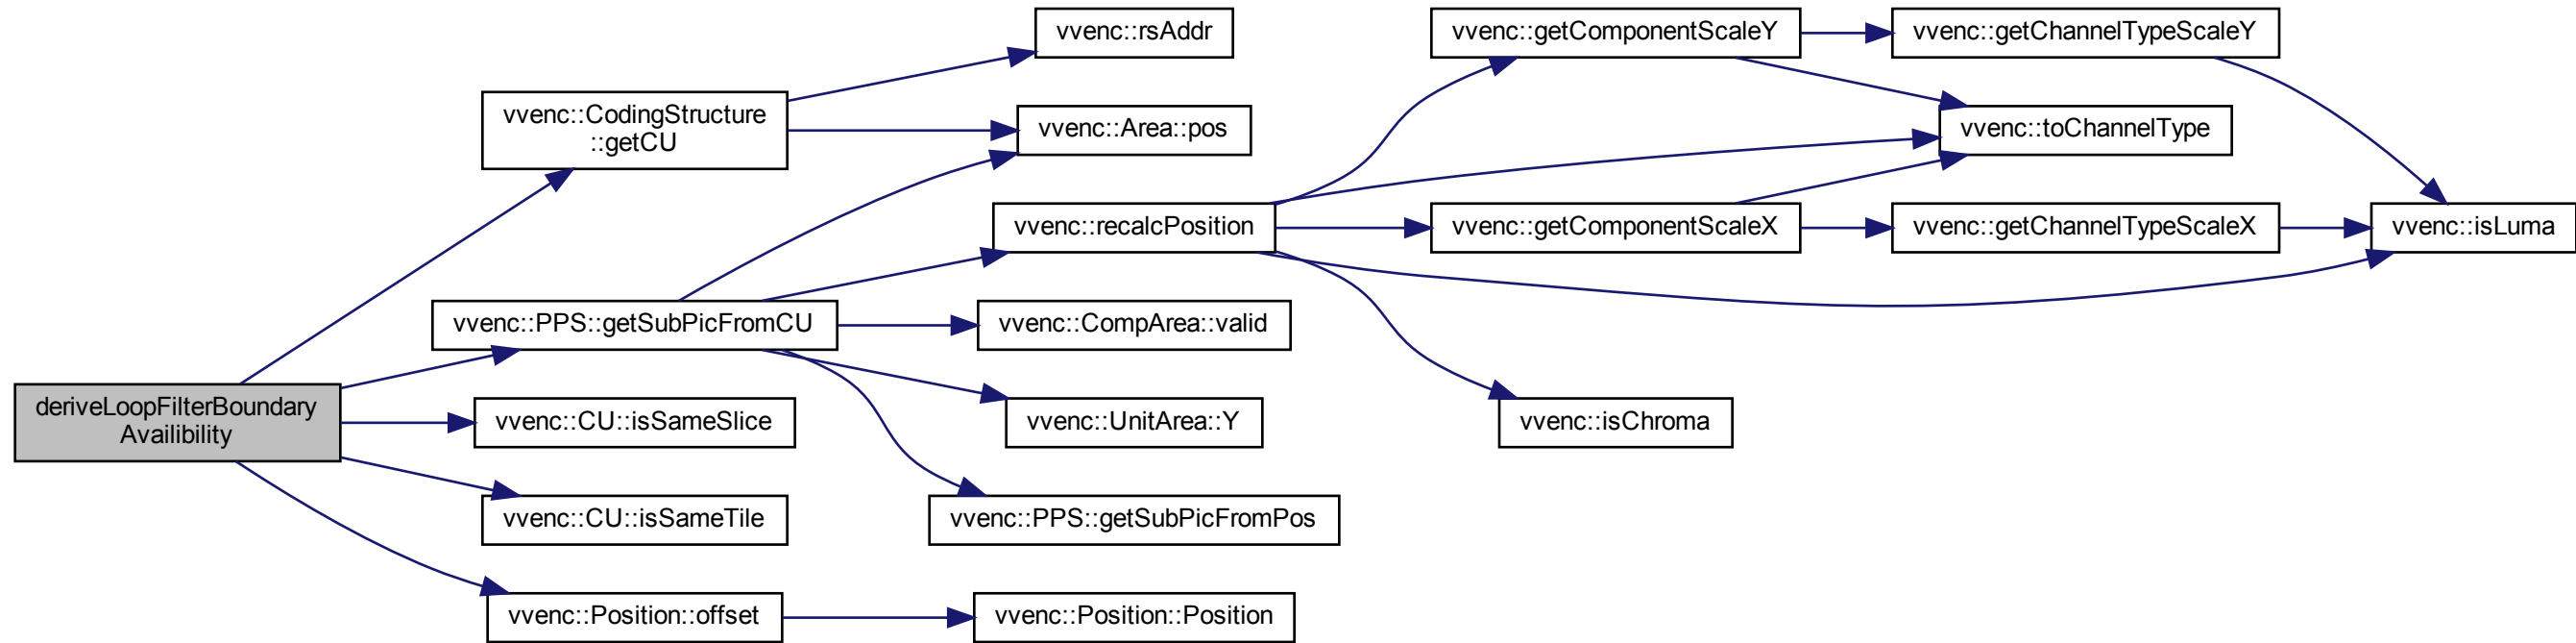 vvenc::rsAddr
vvenc::getComponentScaleY
vvenc::getChannelTypeScaleY
vvenc::CodingStructure
::getCU
vvenc::Area::pos
vvenc::toChannelType
vvenc::recalcPosition
vvenc::getComponentScaleX
vvenc::getChannelTypeScaleX
vvenc::isLuma
vvenc::PPS::getSubPicFromCU
vvenc::CompArea::valid
deriveLoopFilterBoundary
Availibility
vvenc::CU::isSameSlice
vvenc::UnitArea::Y
vvenc::isChroma
vvenc::CU::isSameTile
vvenc::PPS::getSubPicFromPos
vvenc::Position::offset
vvenc::Position::Position